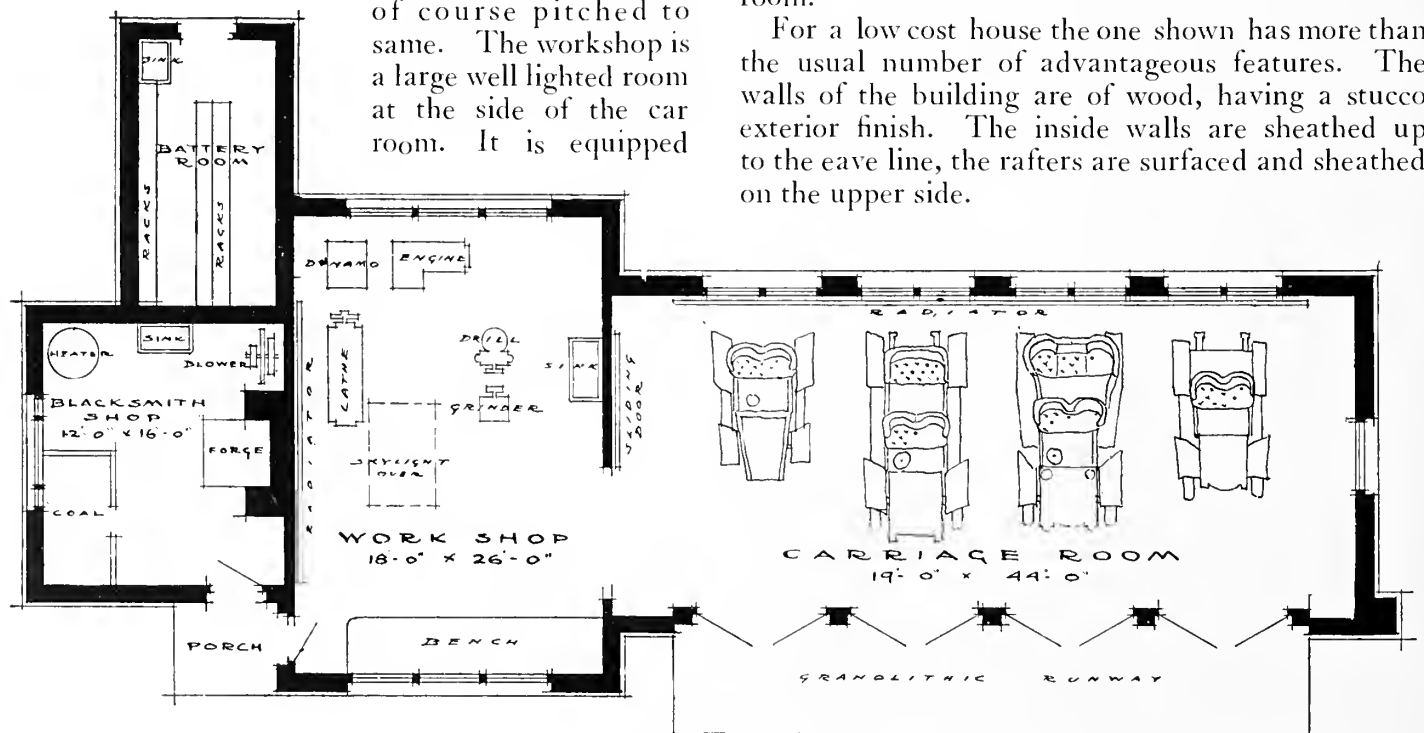 of course pitched to
same. The workshop is
a large well lighted room
at the side of the car
room. It is equipped
For a low cost house the one shown has more than
the usual number of advantageous features. The
walls of the building are of wood, having a stucco
exterior finish. The inside walls are sheathed up
to the eave line, the rafters are surfaced and sheathed
on the upper side.
SINK
BATTERY
ROOM
RACKS
RACKS
DYNAMO
ENGINE
RADIATOR
HEATER
SINK
BLOWER
LATHE
DRILL
SINK
SLIDING
DOOR
GRINDER
BLACKSMITH
SHOP
12'-0" x 16'-0"
FORGE
SKYLIGHT
OVER
COAL
WORK SHOP
18'-0" x 26'-0"
CARRIAGE ROOM
19'-0" x 44'-0"
PORCH
BENCH
GRANOLITHIC RUNWAY